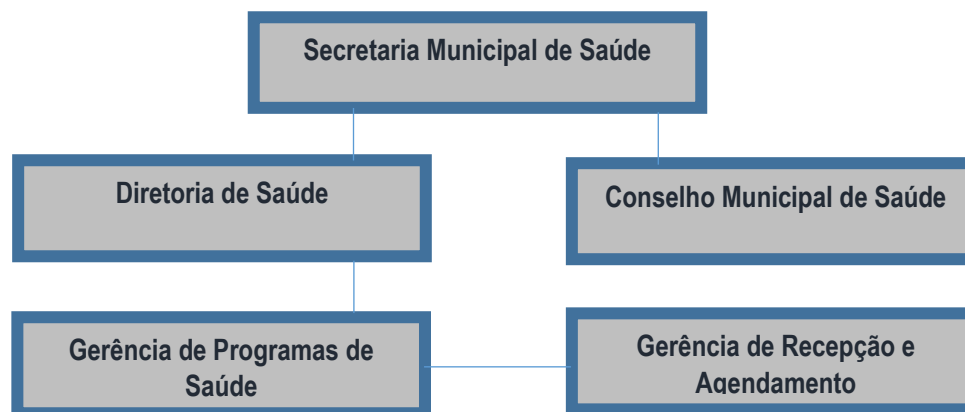 Secretaria Municipal de Saúde
Diretoria de Saúde
Conselho Municipal de Saúde
Gerência de Programas de
Saúde
Gerência de Recepção e
Agendamento